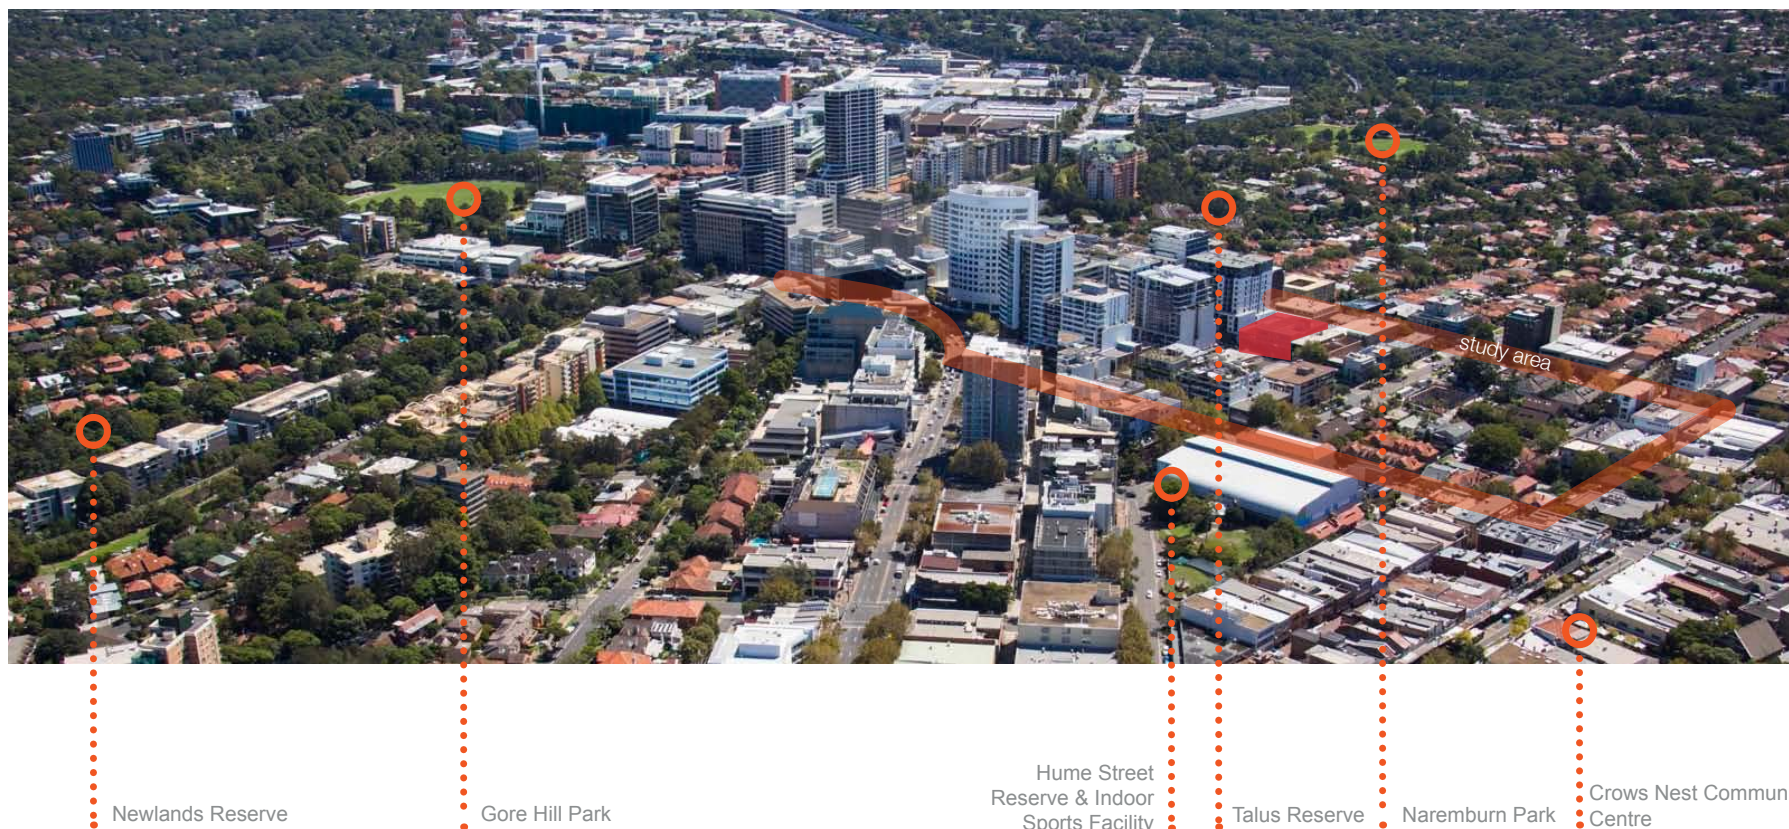 study area
Newlands Reserve
Gore Hill Park
Hume Street
Reserve & Indoor
Sports Facility
Talus Reserve
Naremburn Park
Crows Nest Commun
Centre